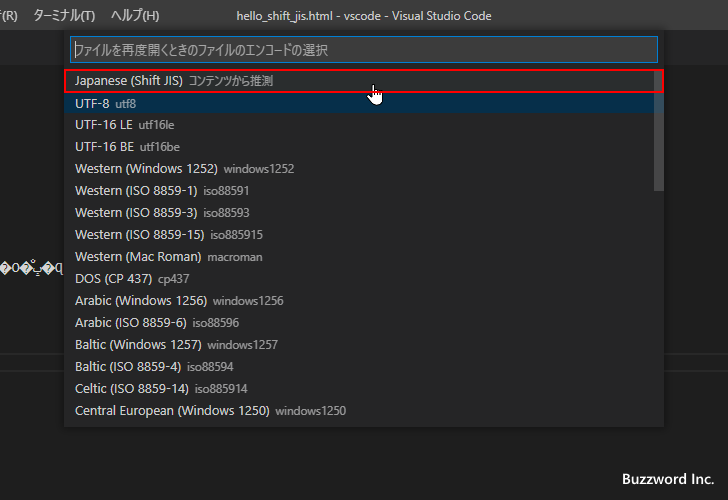 (R) ターミナル(T) ヘルプ(H) hello_shift_jis.html - vscode - Visual Studio Code
ファイルを再度開くときのファイルのエンコードの選択
Japanese (Shift JIS) コンテンツから推測
UTF-8 utf8
UTF-16 LE utf16le
UTF-16 BE utf16be
Western (Windows 1252) windows1252
Western (ISO 8859-1) iso88591
Western (ISO 8859-3) iso88593
Western (ISO 8859-15) iso885915
Western (Mac Roman) macroman
DOS (CP 437) cp437
Arabic (Windows 1256) windows1256
Arabic (ISO 8859-6) iso88596
Baltic (Windows 1257) windows1257
Baltic (ISO 8859-4) iso88594
Celtic (ISO 8859-14) iso885914
Central European (Windows 1250) windows1250
Buzzword Inc.